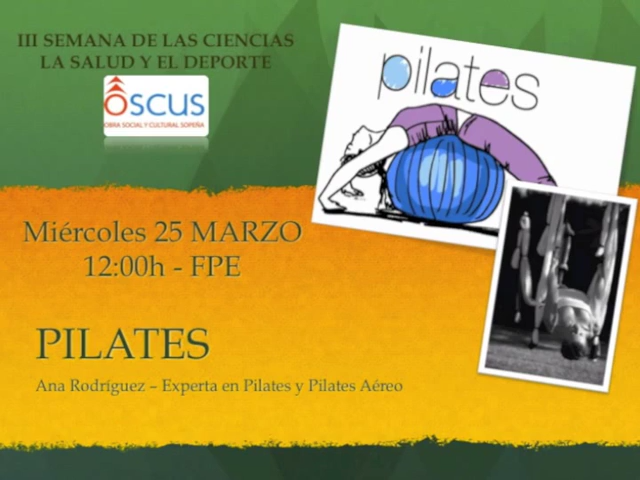 III SEMANA DE LAS CIENCIAS
LA SALUD Y EL DEPORTE
OSCUS
OBRA SOCIAL Y CULTURAL SOPEÑA
pilates
Miércoles 25 MARZO
12:00h - FPE
PILATES
Ana Rodríguez – Experta en Pilates y Pilates Aéreo